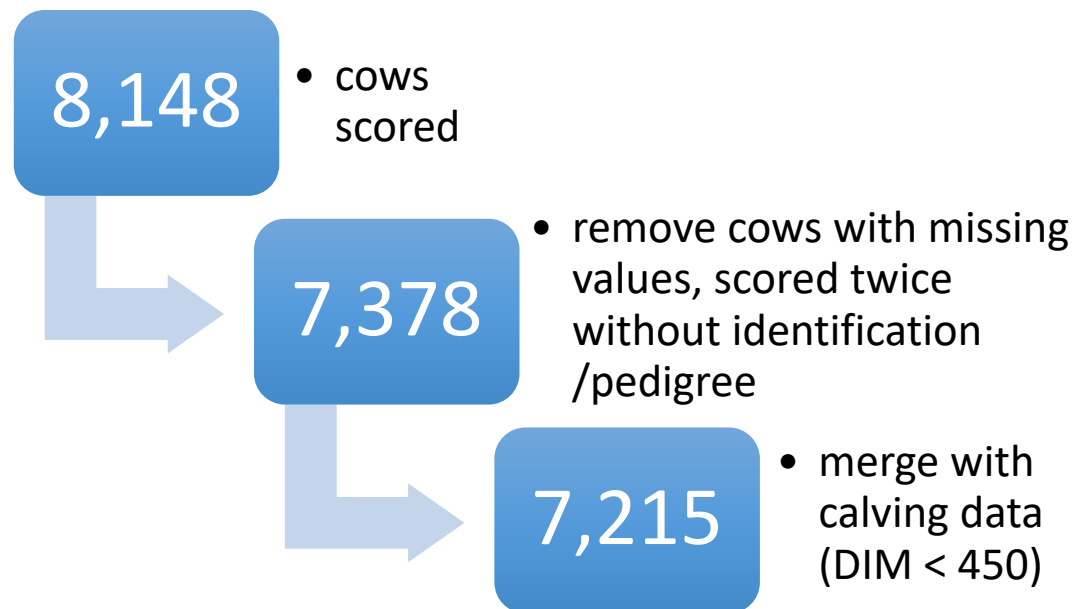 8,148
• cows
scored
7,378
• remove cows with missing
values, scored twice
without identification
/pedigree
7,215
• merge with
calving data
(DIM < 450)